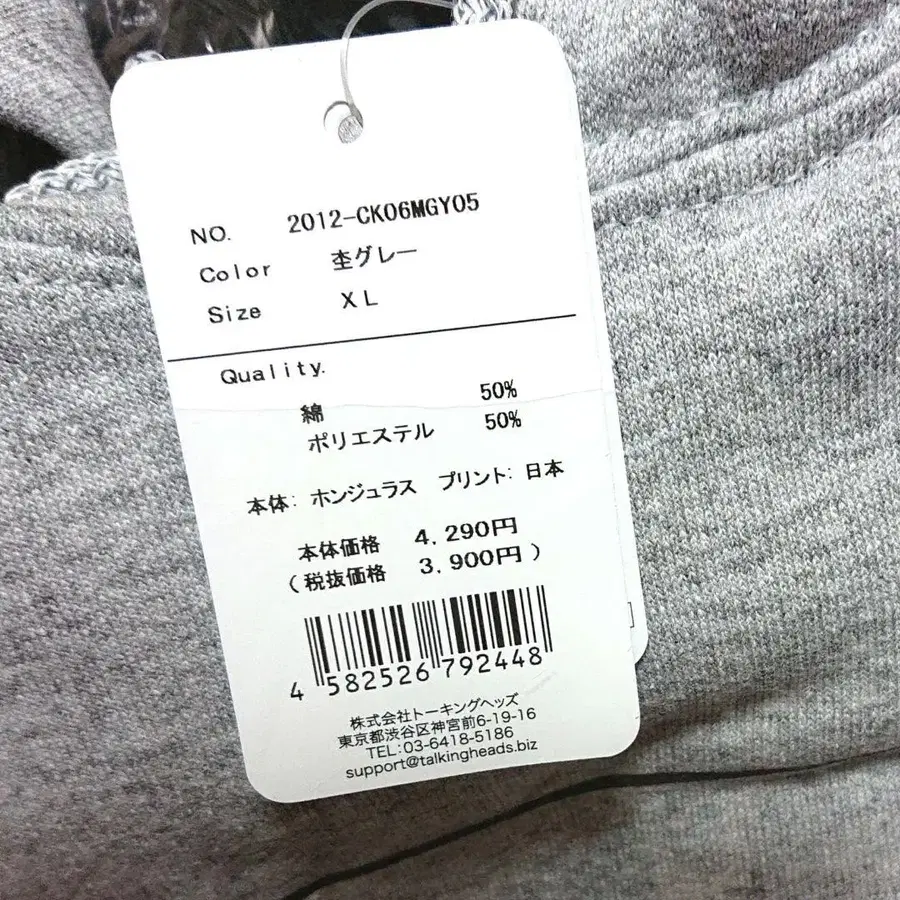 NO. 2012-CK06MGY05
Color 杢グレー
Size XL
Quality.
綿 50%
ポリエステル 50%
本体: ホンジュラス プリント: 日本
本体価格 4,290円
(税抜価格 3,900円)
4 582526 792448
株式会社トーキングヘッズ
東京都渋谷区神宮前6-19-16
TEL:03-6418-5186
support@talkingheads.biz